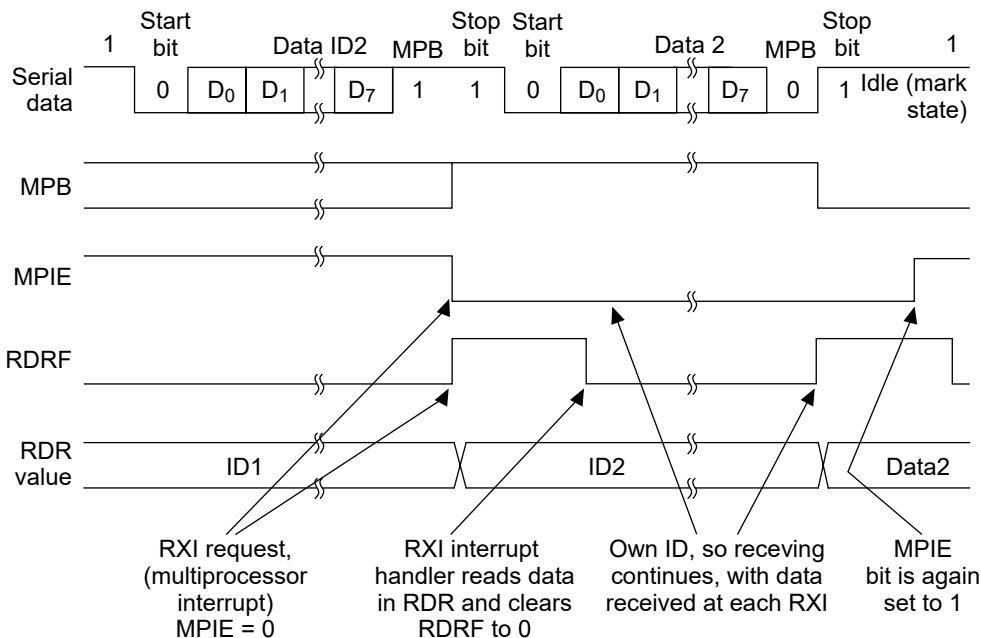 Start
bit
Stop
bit
Start
bit
Stop
bit
1
Data ID2
MPB
Data 2
MPB
1
Serial
data
0
D0
D1
D7
1
1
0
D0
D1
D7
0
1
Idle (mark
state)
MPB
MPIE
RDRF
RDR
value
ID1
ID2
Data2
RXI request,
(multiprocessor
interrupt)
MPIE = 0
RXI interrupt
handler reads data
in RDR and clears
RDRF to 0
Own ID, so receving
continues, with data
received at each RXI
MPIE
bit is again
set to 1